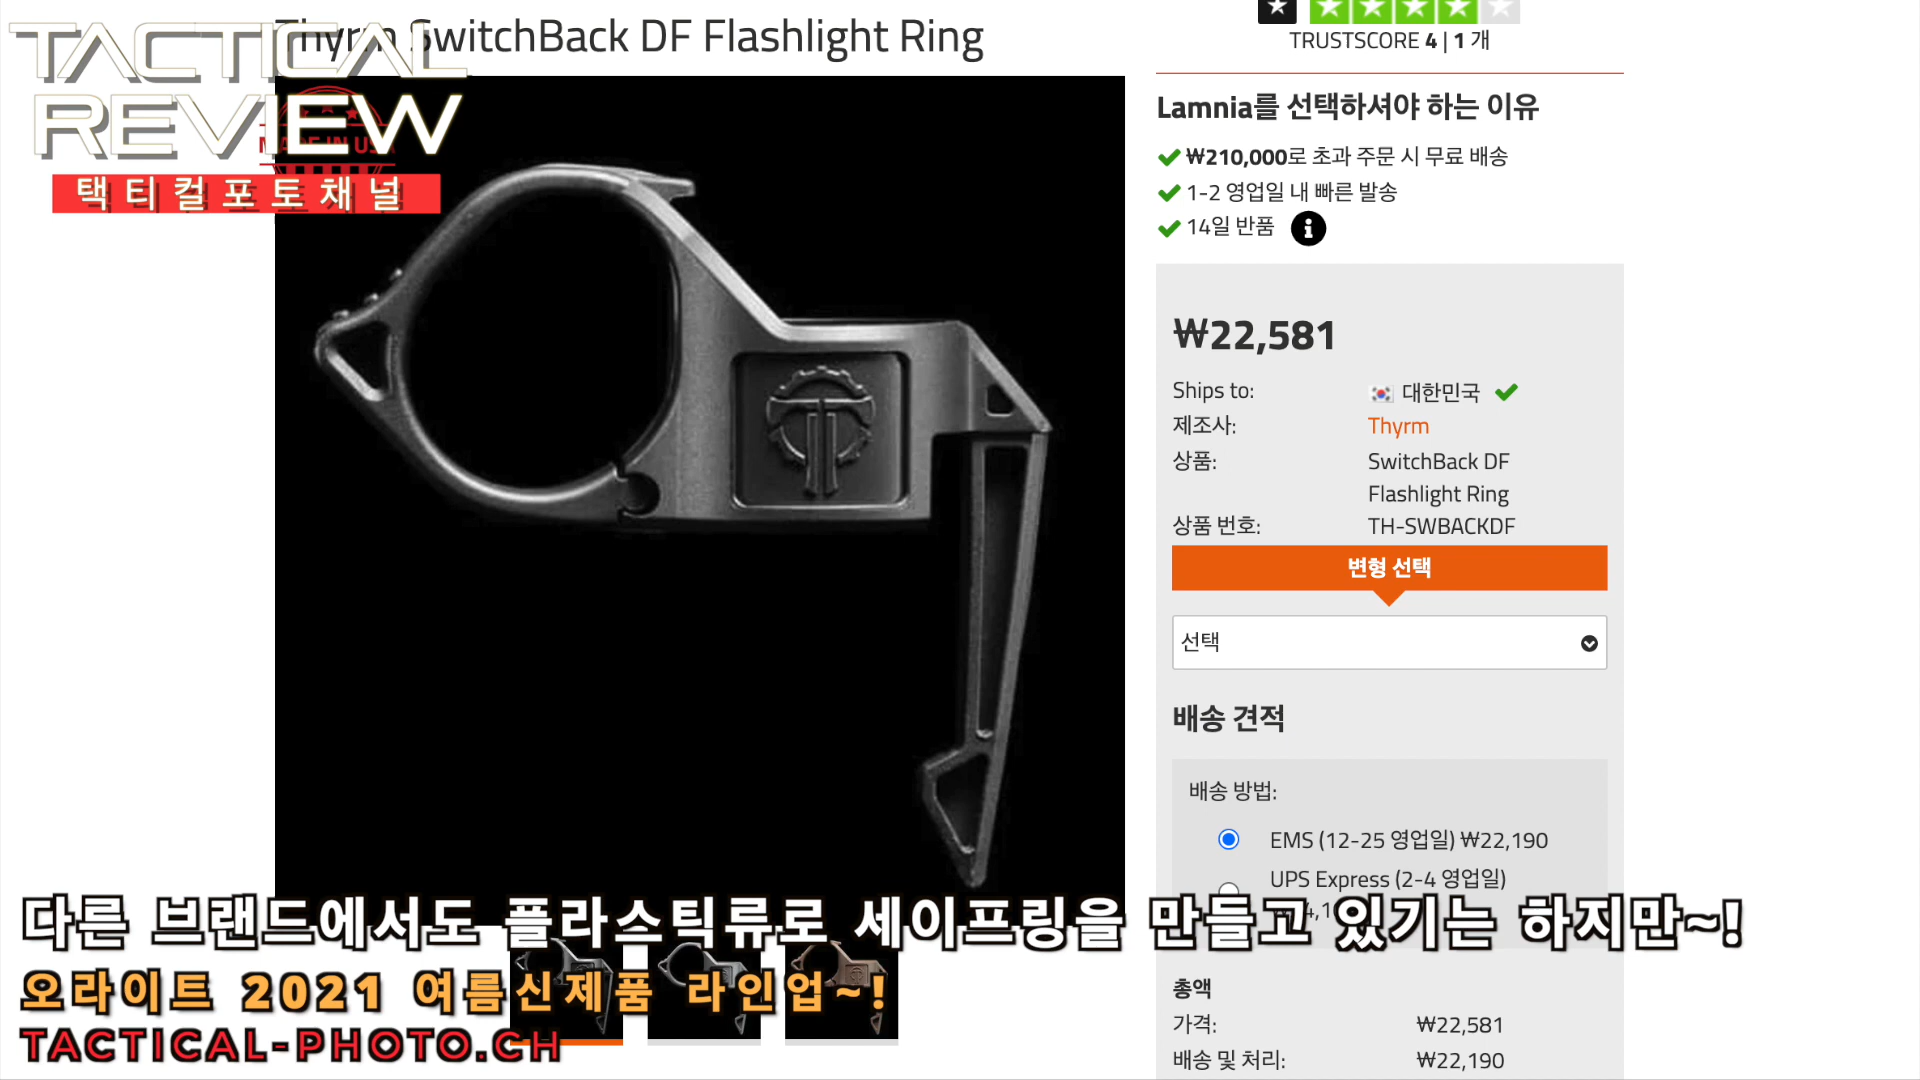 Thyrm SwitchBack DF Flashlight Ring
TACTICAL
REVIEW
MADE IN USA
택티컬포토채널
TRUSTSCORE 4 | 1 개
Lamnia를 선택하셔야 하는 이유
₩210,000로 초과 주문 시 무료 배송
1-2 영업일 내 빠른 발송
14일 반품
₩22,581
Ships to: 대한민국
제조사: Thyrm
상품: SwitchBack DF
Flashlight Ring
상품 번호: TH-SWBACKDF
변형 선택
선택
배송 견적
배송 방법:
EMS (12-25 영업일) ₩22,190
UPS Express (2-4 영업일)
다른 브랜드에서도 플라스틱류로 세이프링을 만들고 있기는 하지만~!
오라이트 2021 여름신제품 라인업~!
TACTICAL-PHOTO.CH
총액
가격: ₩22,581
배송 및 처리: ₩22,190